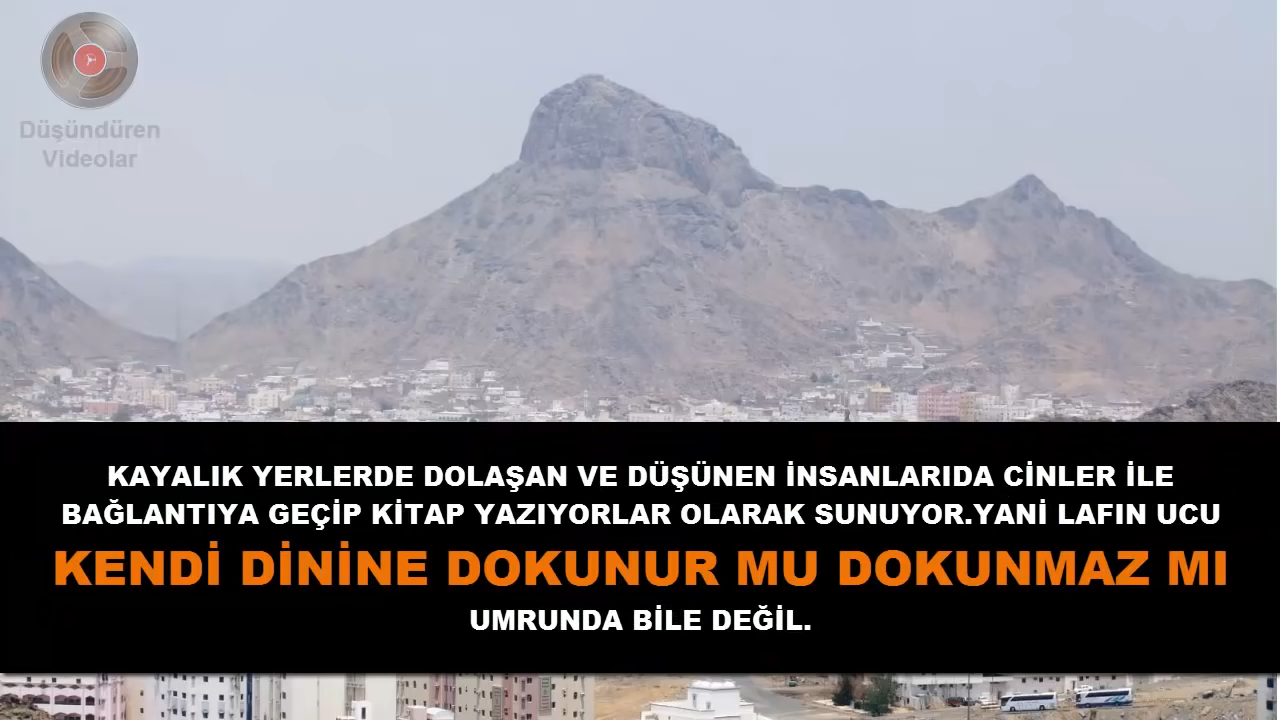 Düşündüren
Videolar
KAYALIK YERLERDE DOLAŞAN VE DÜŞÜNEN İNSANLARIDA CİNLER İLE
BAĞLANTIYA GEÇİP KİTAP YAZIYORLAR OLARAK SUNUYOR.YANİ LAFIN UCU
KENDİ DİNİNE DOKUNUR MU DOKUNMAZ MI
UMRUNDA BİLE DEĞİL.